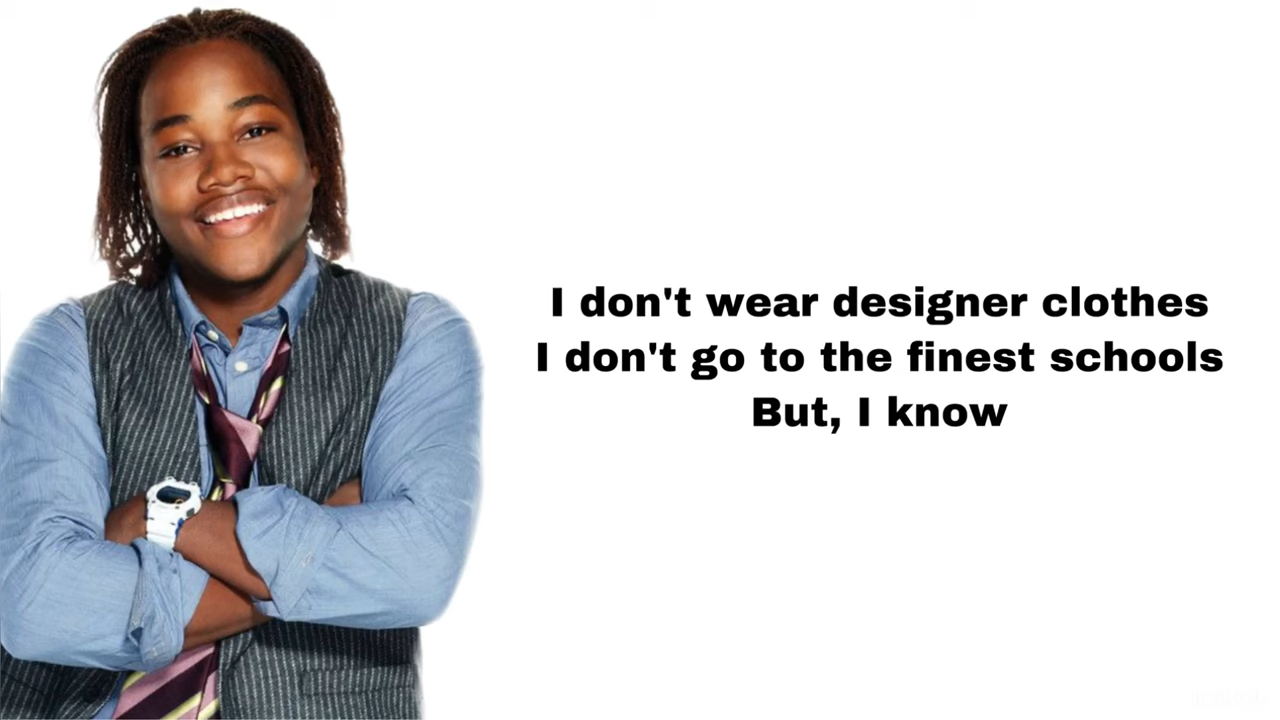 I don't wear designer clothes
I don't go to the finest schools
But, I know